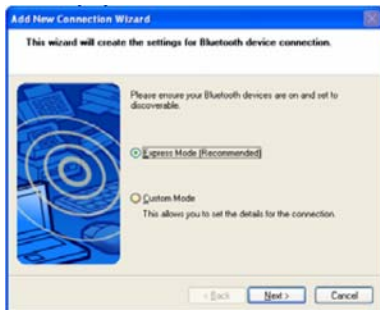 Add New Connection Wizard
This wizard will create the settings for Bluetooth device connection.
Please ensure your Bluetooth devices are on and set to
discoverable.
Express Mode (Recommended)
Custom Mode
This allows you to set the details for the connection.
< Back Next > Cancel